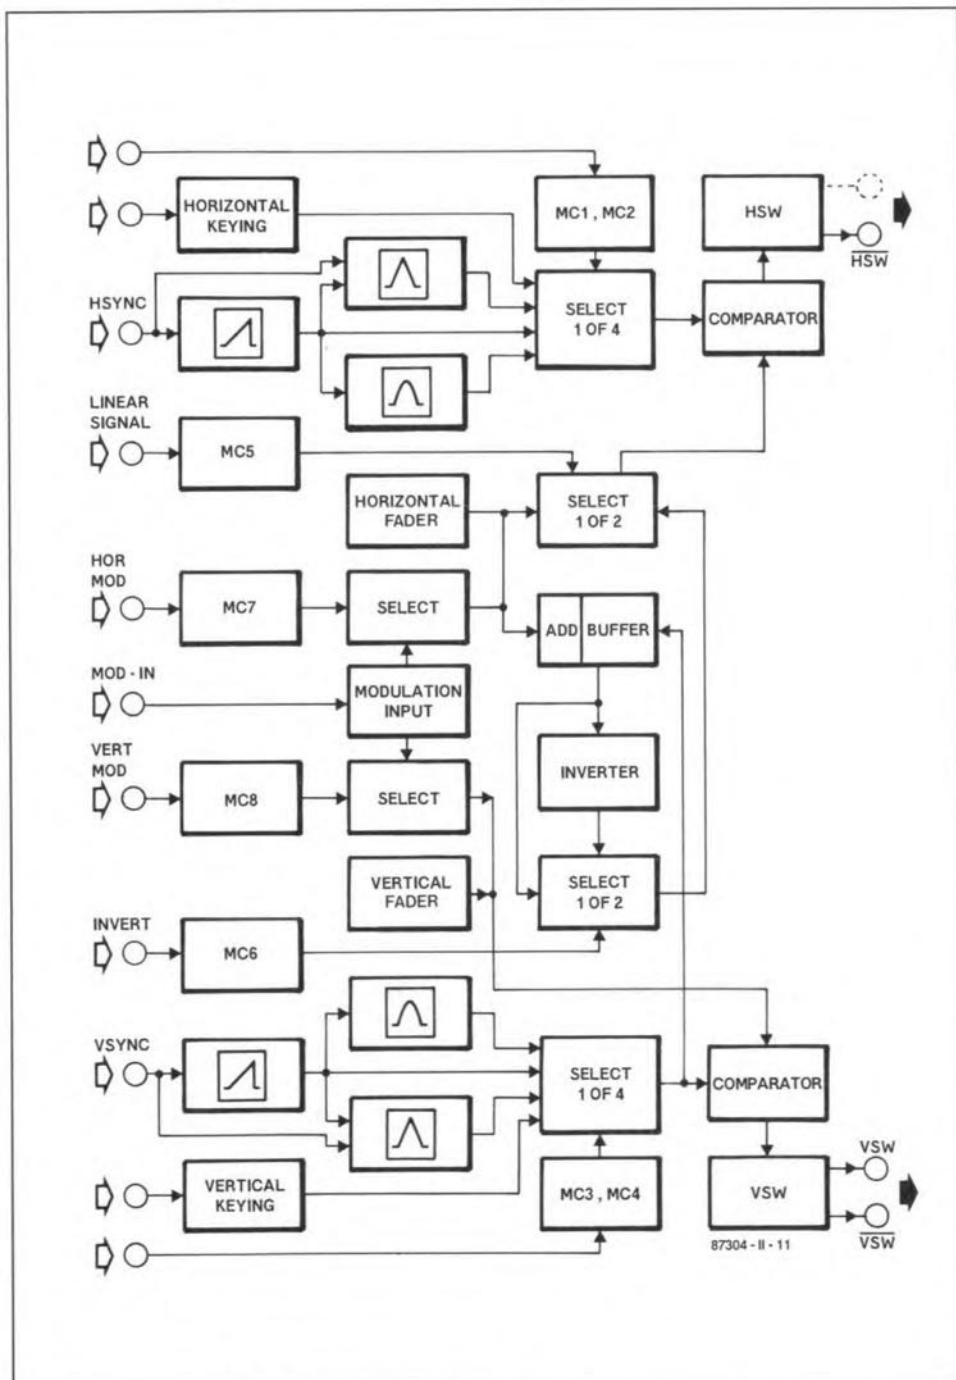 MC1, MC2
HSW
HORIZONTAL
KEYING
HSW
HSYNC
SELECT
1 OF 4
COMPARATOR
LINEAR
SIGNAL
MC5
HORIZONTAL
FADER
SELECT
1 OF 2
HOR
MOD
MC7
SELECT
ADD BUFFER
MOD - IN
MODULATION
INPUT
VERT
MOD
MC8
SELECT
INVERTER
VERTICAL
FADER
SELECT
1 OF 2
INVERT
MC6
VSYNC
SELECT
1 OF 4
COMPARATOR
VERTICAL
KEYING
MC3, MC4
VSW
VSW
VSW
87304 - II - 11